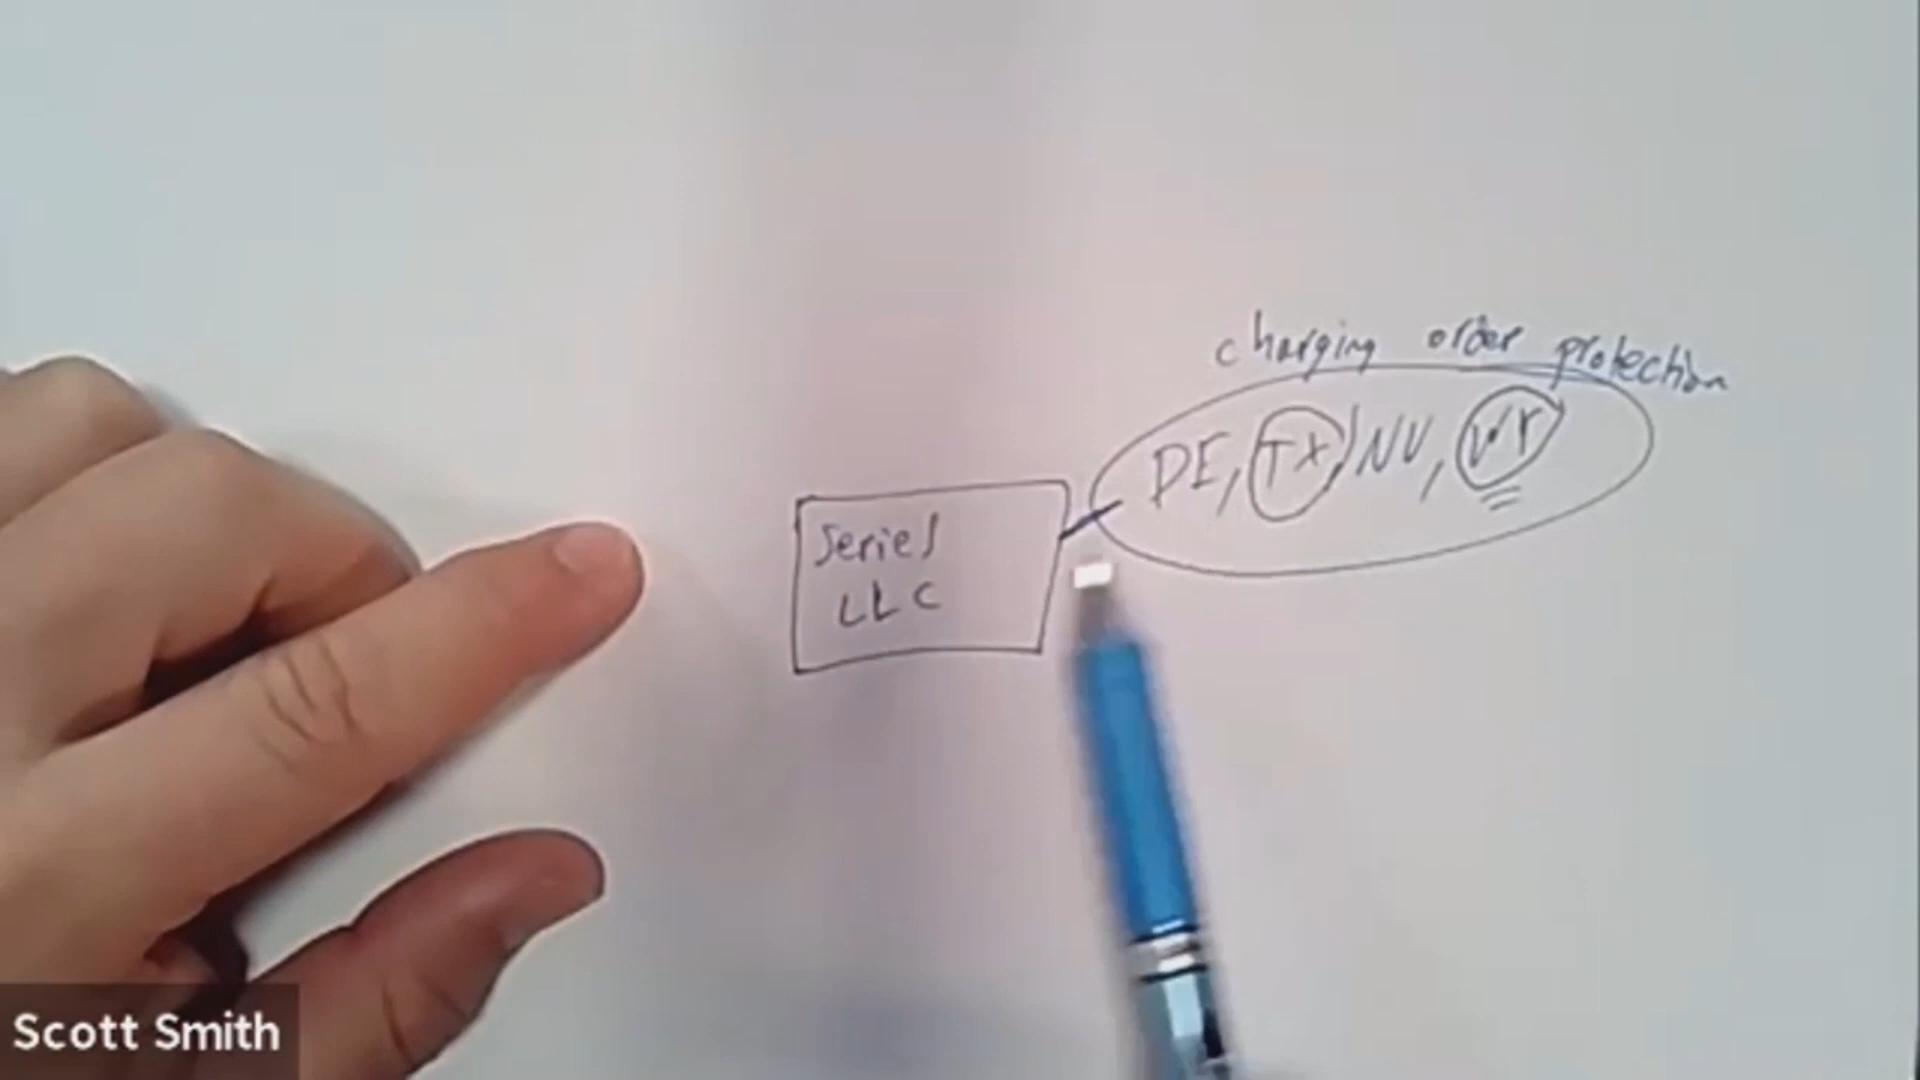 charging order protection
DE, TX, NV, WY
Series
LLC
Scott Smith